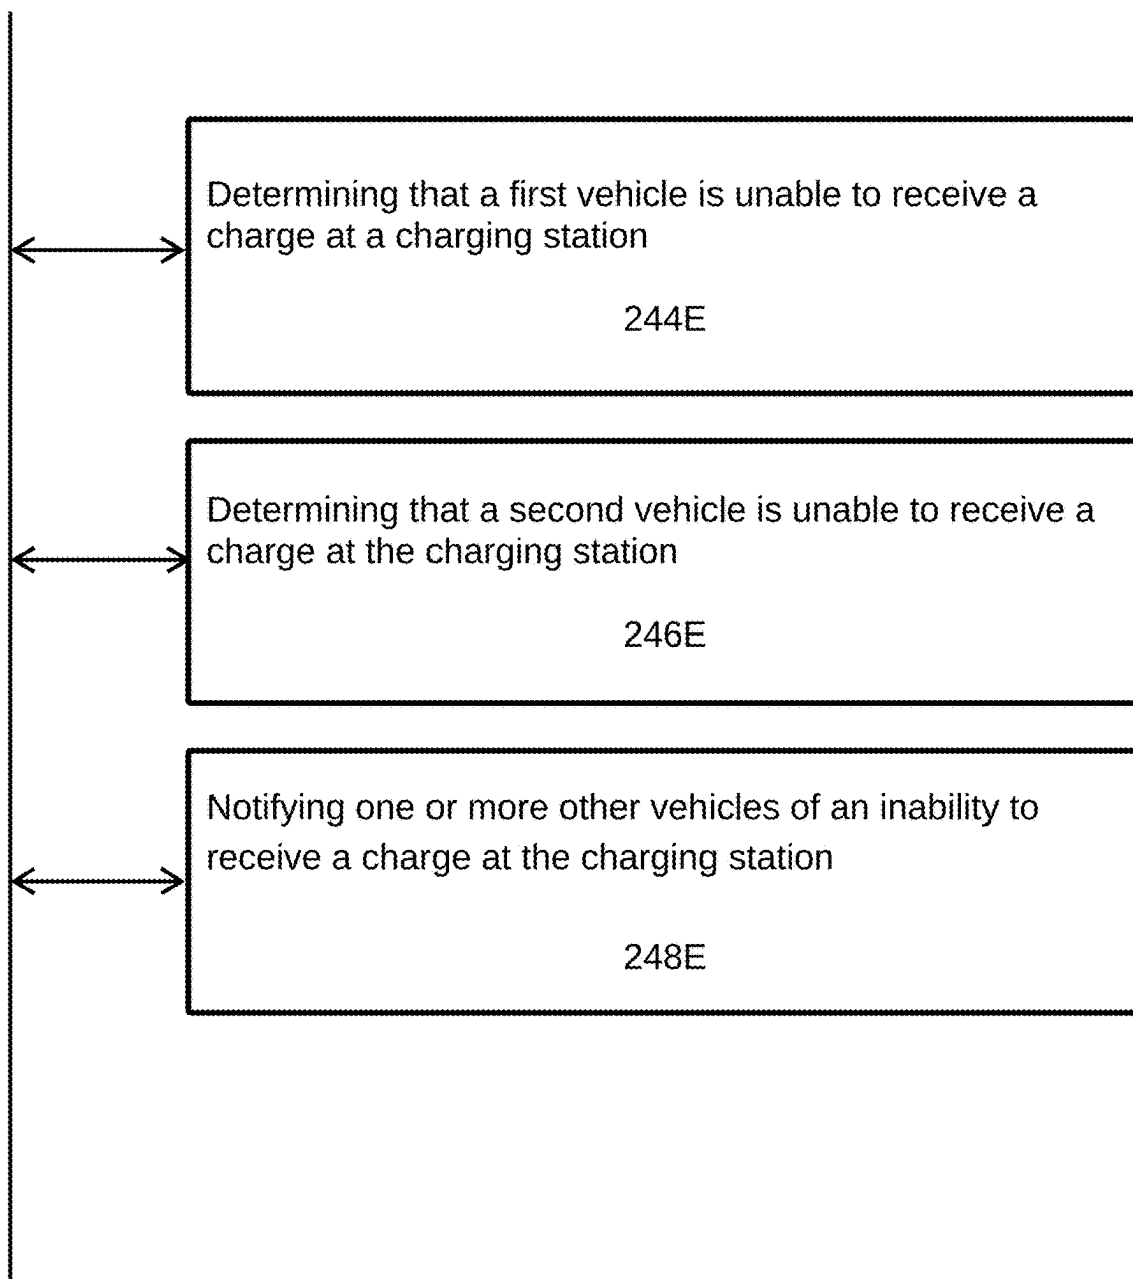 Determining that a first vehicle is unable to receive a
charge at a charging station
244E
Determining that a second vehicle is unable to receive a
charge at the charging station
246E
Notifying one or more other vehicles of an inability to
receive a charge at the charging station
248E